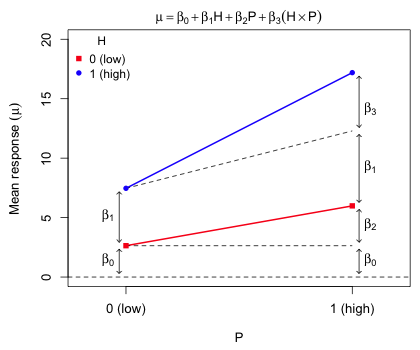 μ = β₀ + β₁H + β₂P + β₃(H × P)
20
15
10
5
0
Mean response (μ)
H
0 (low)
1 (high)
β₁
β₀
β₃
β₁
β₂
β₀
0 (low)
1 (high)
P